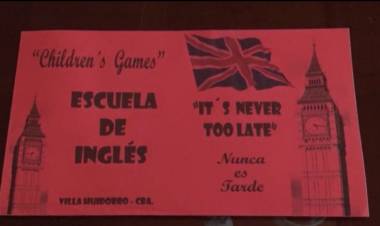 "Children´s Games"
ESCUELA
DE
INGLÉS
VILLA HUIDOBRO - CBA.
"IT´S NEVER
TOO LATE"
Nunca
es
Tarde